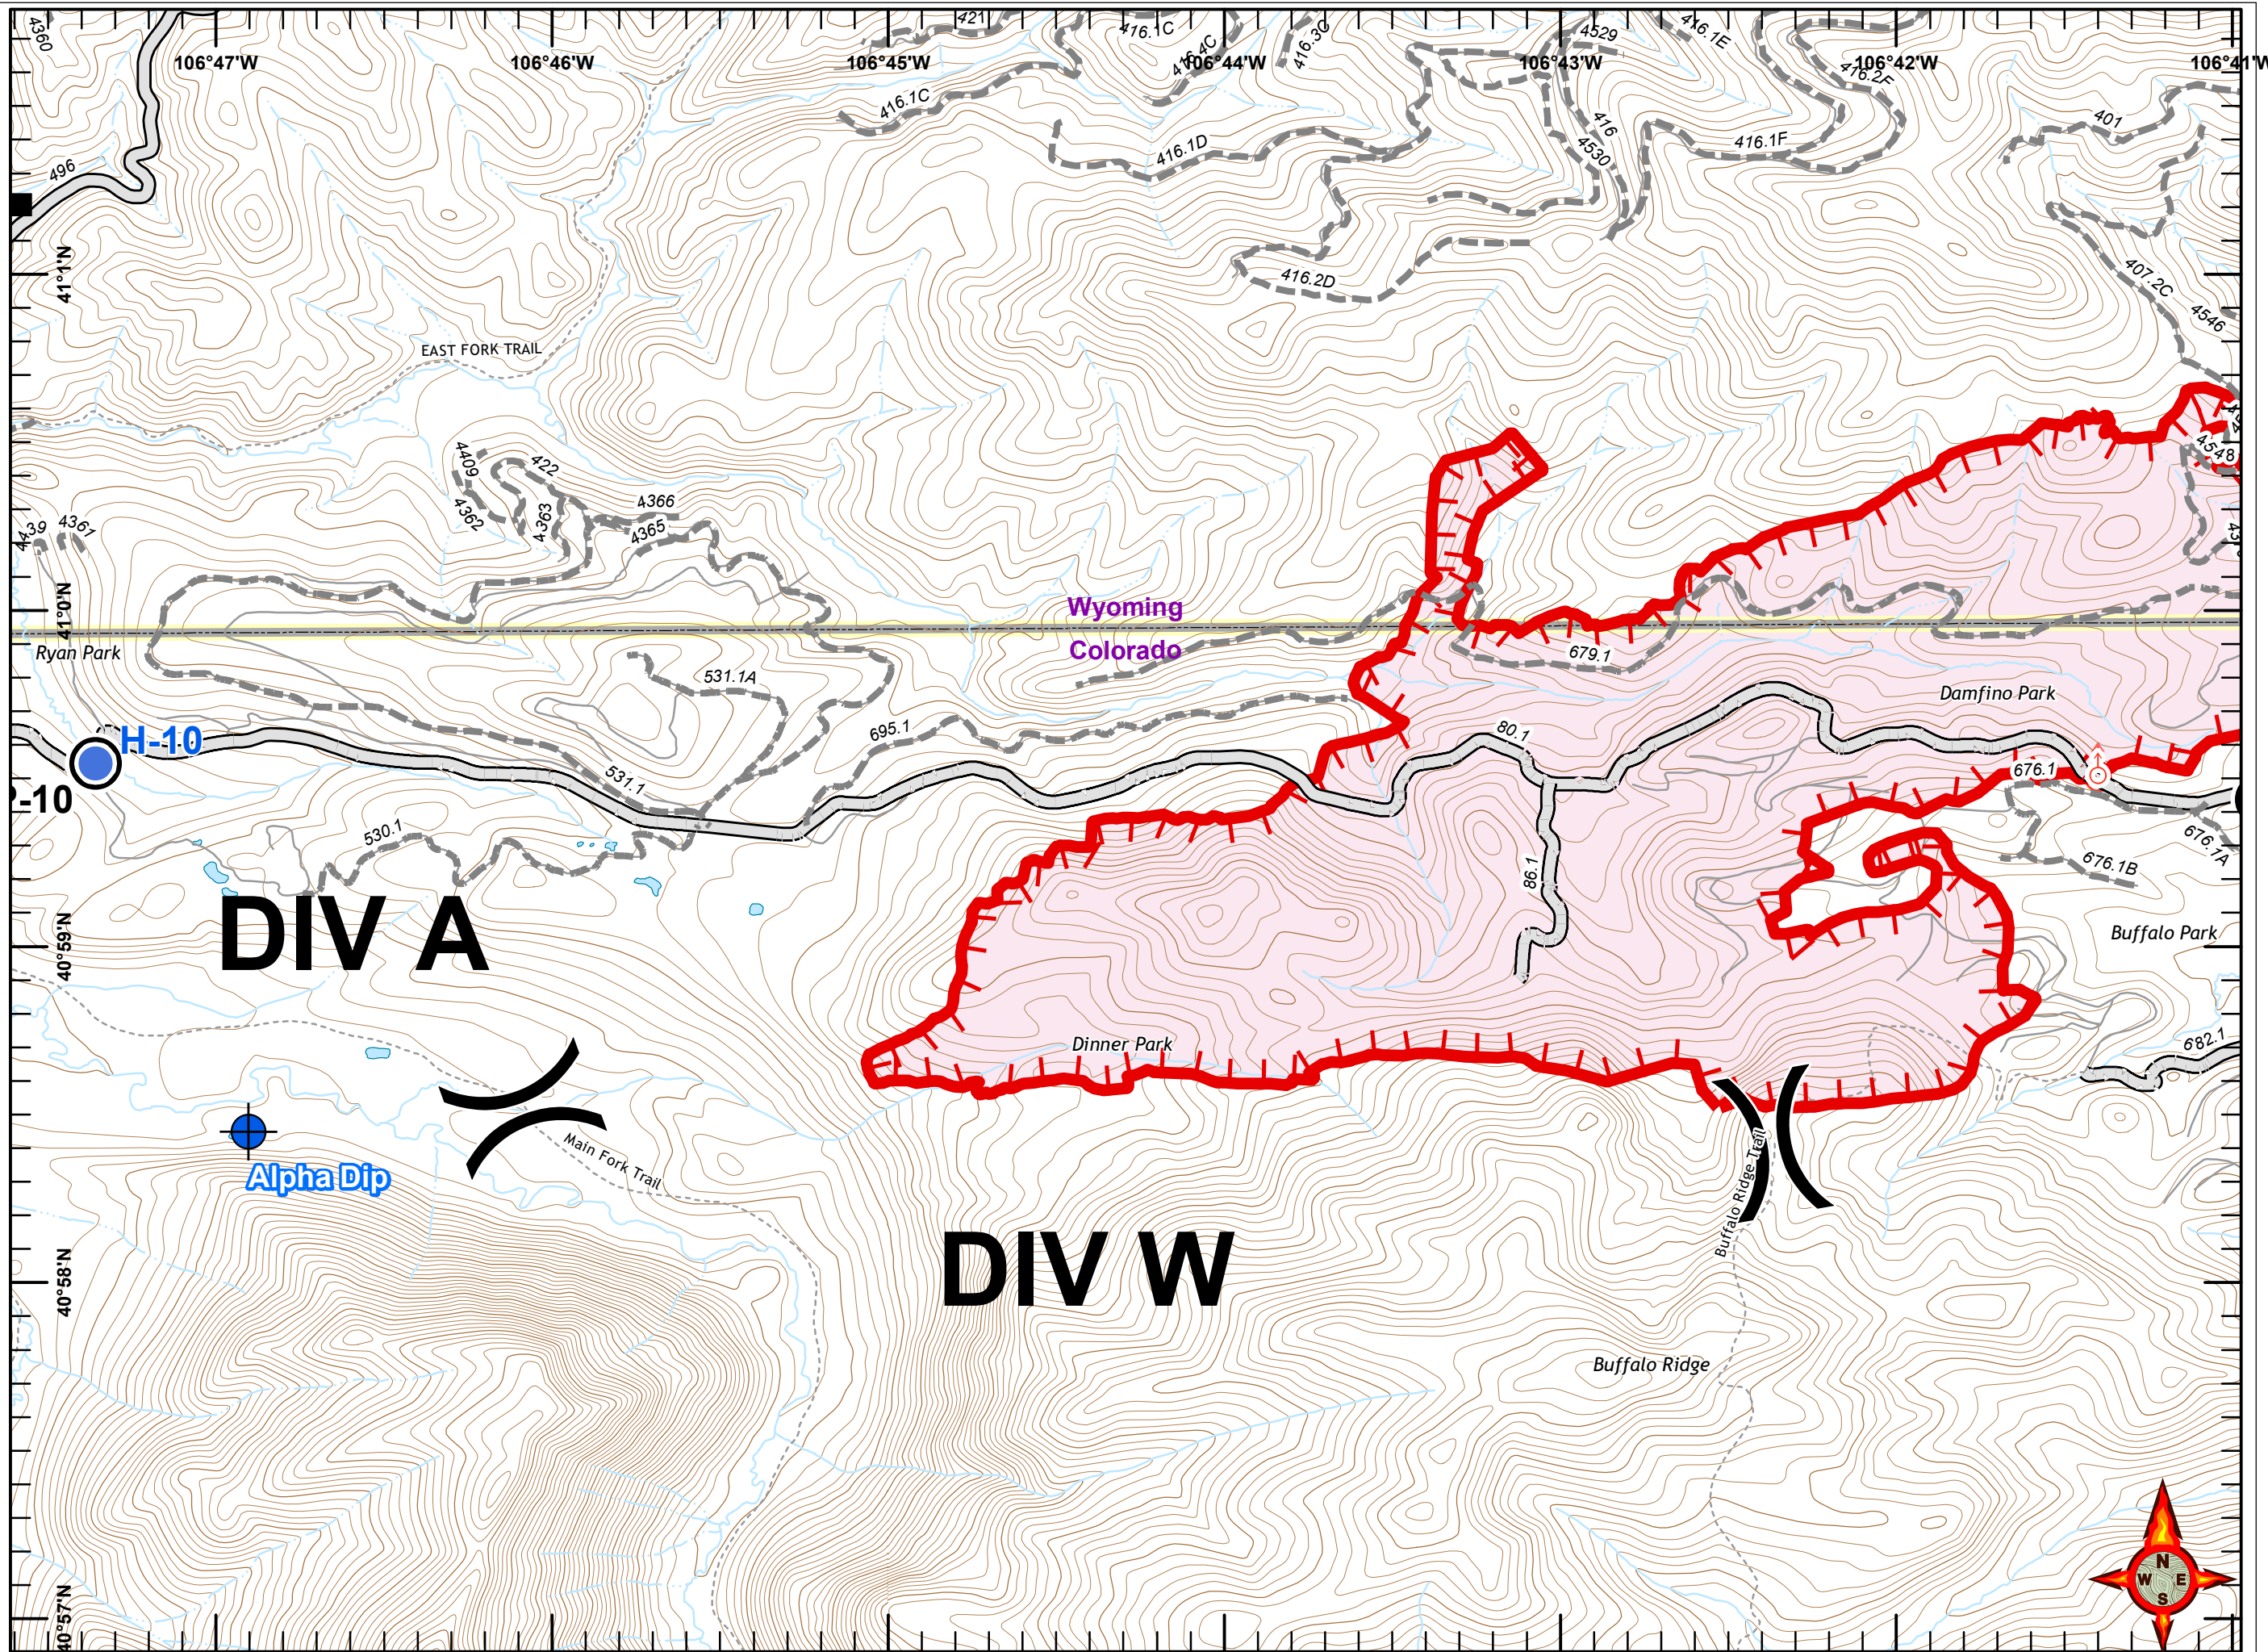 4360
421
416.1C
416.4C
416.3C
4529
416.1E
106°47'W
106°46'W
106°45'W
106°44'W
106°43'W
106°42'W
106°41'W
416.2F
416.1C
401
416
416.1D
4530
416.1F
496
41°1'N
416.2D
407.2C
4546
EAST FORK TRAIL
4409
422
4548
4366
4362
4363
4365
4439
4361
41°0'N
Wyoming
Colorado
Ryan Park
679.1
531.1A
Damfino Park
695.1
80.1
H-10
676.1
531.1
-10
530.1
676.1A
676.1B
86.1
DIV A
40°59'N
Buffalo Park
Dinner Park
682.1
Main Fork Trail
Alpha Dip
Buffalo Ridge Trail
DIV W
40°58'N
Buffalo Ridge
N
W E
S
40°57'N